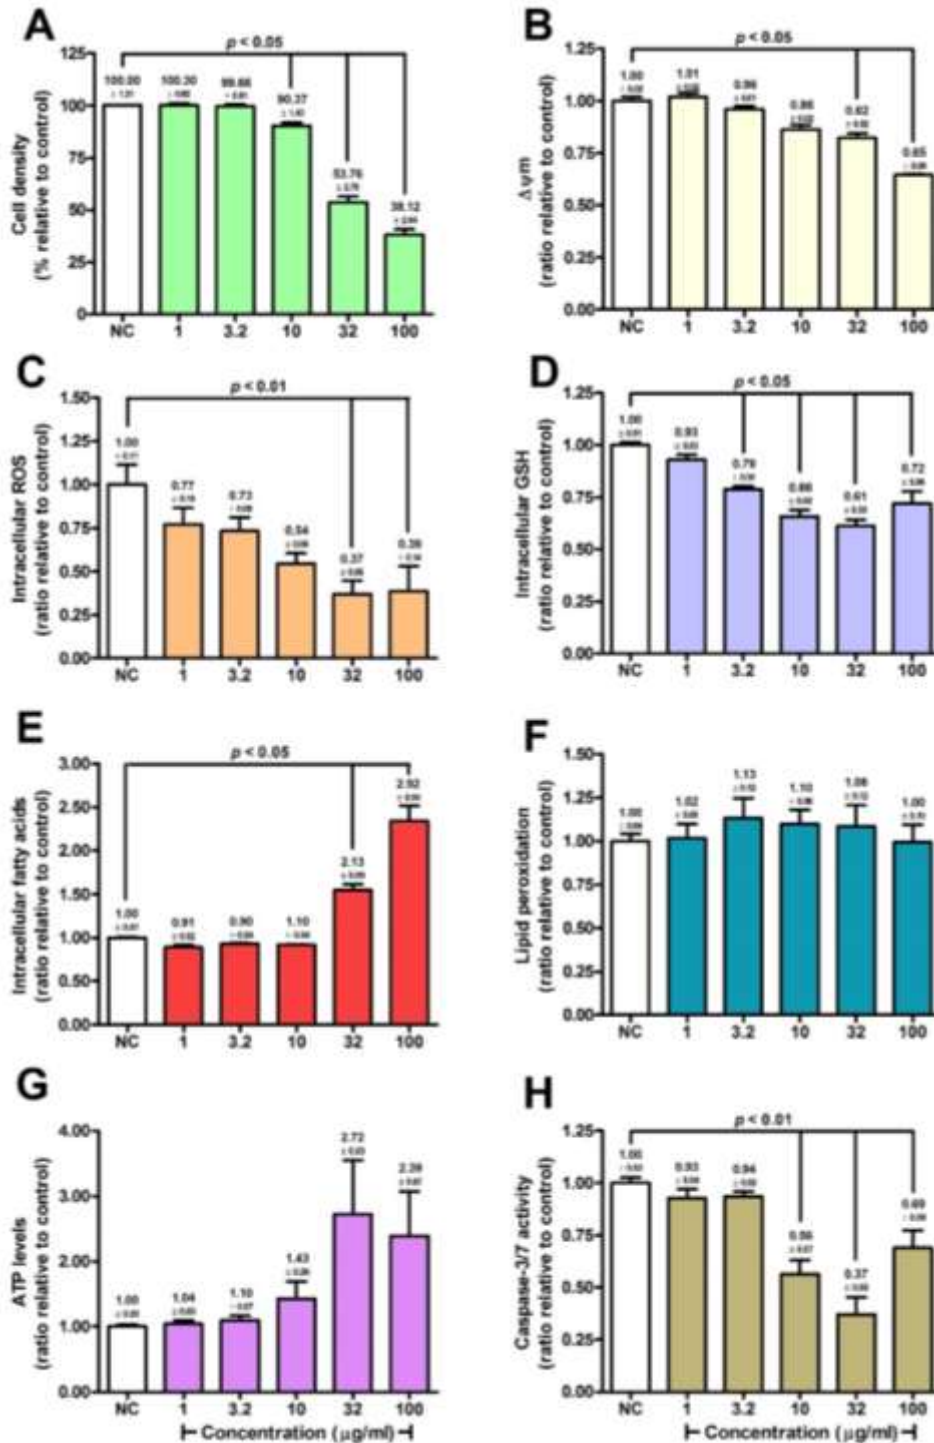 A
p < 0.05
Cell density
(% relative to control)
125
100
75
50
25
0
100.00
100.30
99.66
90.37
53.76
38.12
NC 1 3.2 10 32 100
B
p < 0.05
Δψm
(ratio relative to control)
1.25
1.00
0.75
0.50
0.25
0.00
1.00
1.01
0.96
0.86
0.62
0.65
NC 1 3.2 10 32 100
C
p < 0.01
Intracellular ROS
(ratio relative to control)
1.50
1.25
1.00
0.75
0.50
0.25
0.00
1.00
0.77
0.73
0.54
0.37
NC 1 3.2 10 32 100
D
p < 0.05
Intracellular GSH
(ratio relative to control)
1.25
1.00
0.75
0.50
0.25
0.00
1.00
0.93
0.79
0.61
0.72
NC 1 3.2 10 32 100
E
p < 0.05
Intracellular fatty acids
(ratio relative to control)
3.00
2.50
2.00
1.50
1.00
0.50
0.00
1.00
0.91
0.90
1.10
2.13
2.92
NC 1 3.2 10 32 100
F
Lipid peroxidation
(ratio relative to control)
1.50
1.25
1.00
0.75
0.50
0.25
0.00
1.00
1.02
1.13
1.10
1.08
1.00
NC 1 3.2 10 32 100
G
ATP levels
(ratio relative to control)
4.00
3.00
2.00
1.00
0.00
1.00
1.04
1.10
1.43
2.72
2.39
NC 1 3.2 10 32 100
Concentration (μg/ml)
H
p < 0.01
Caspase-3/7 activity
(ratio relative to control)
1.25
1.00
0.75
0.50
0.25
0.00
1.00
0.93
0.94
0.56
0.37
0.69
NC 1 3.2 10 32 100
Concentration (μg/ml)